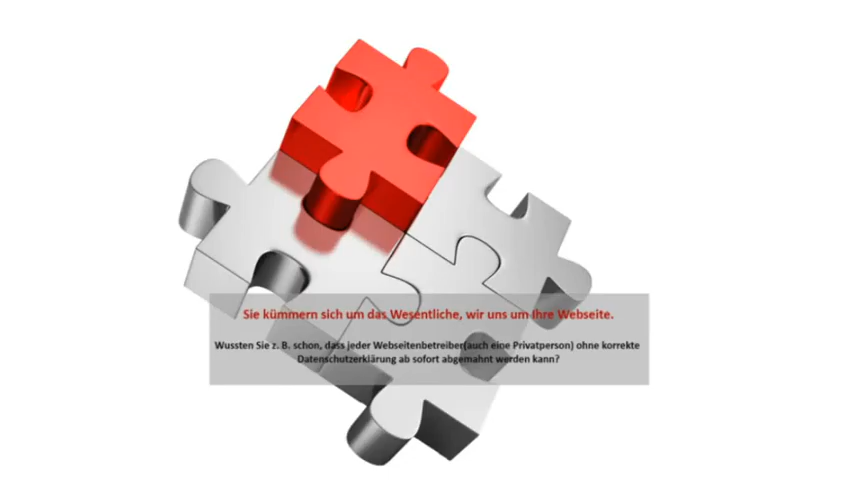 Sie kümmern sich um das Wesentliche, wir uns um Ihre Webseite.
Wussten Sie z. B. schon, dass jeder Webseitenbetreiber(auch eine Privatperson) ohne korrekte
Datenschutzerklärung ab sofort abgemahnt werden kann?